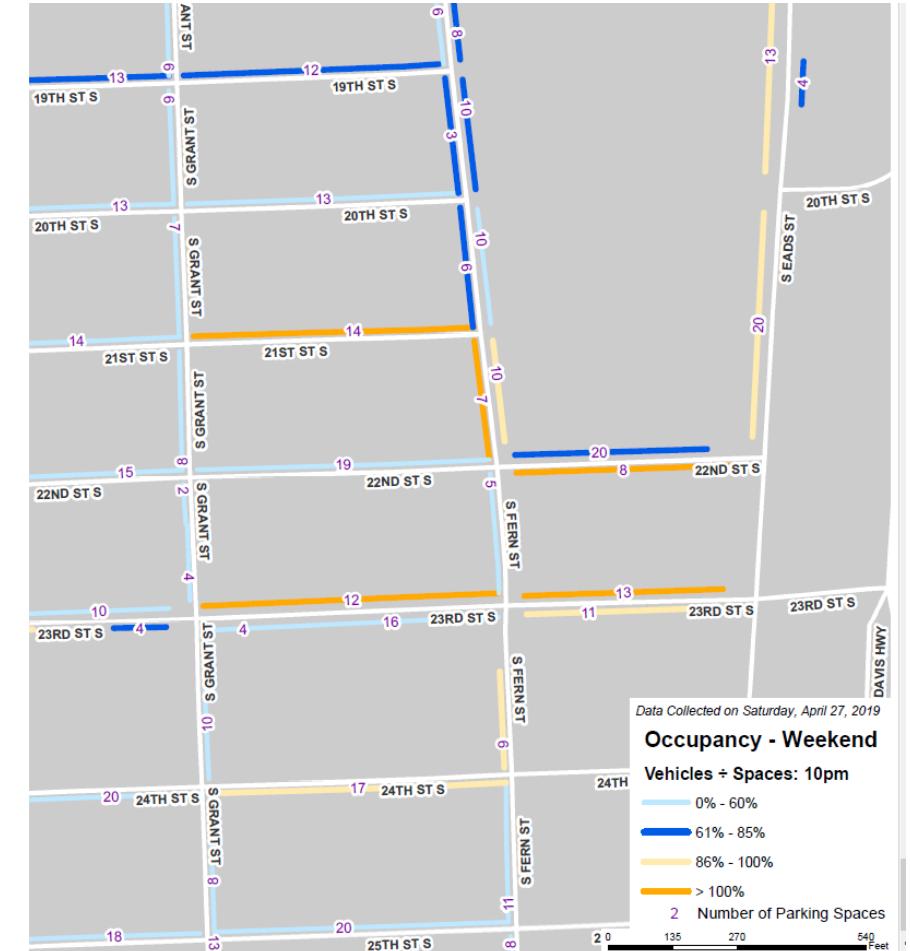 ANT ST
6
8
13
4
6
13
12
19TH ST S
19TH ST S
6
S GRANT ST
3
10
13
13
20TH ST S
20TH ST S
20TH ST S
7
S GRANT ST
6
10
S EADS ST
20
14
14
21ST ST S
21ST ST S
S GRANT ST
7
10
8
15
19
20
22ND ST S
22ND ST S
8
22ND ST S
2
S GRANT ST
5
S FERN ST
4
10
12
13
23RD ST S
4
4
16
23RD ST S
11
23RD ST S
23RD ST S
S GRANT ST
S FERN ST
DAVIS HWY
10
9
20
24TH ST S
17
24TH ST S
24TH
S GRANT ST
S FERN ST
8
11
18
13
20
25TH ST S
8
2
Data Collected on Saturday, April 27, 2019
Occupancy - Weekend
Vehicles ÷ Spaces: 10pm
0% - 60%
61% - 85%
86% - 100%
> 100%
2 Number of Parking Spaces
0 135 270 540
Feet